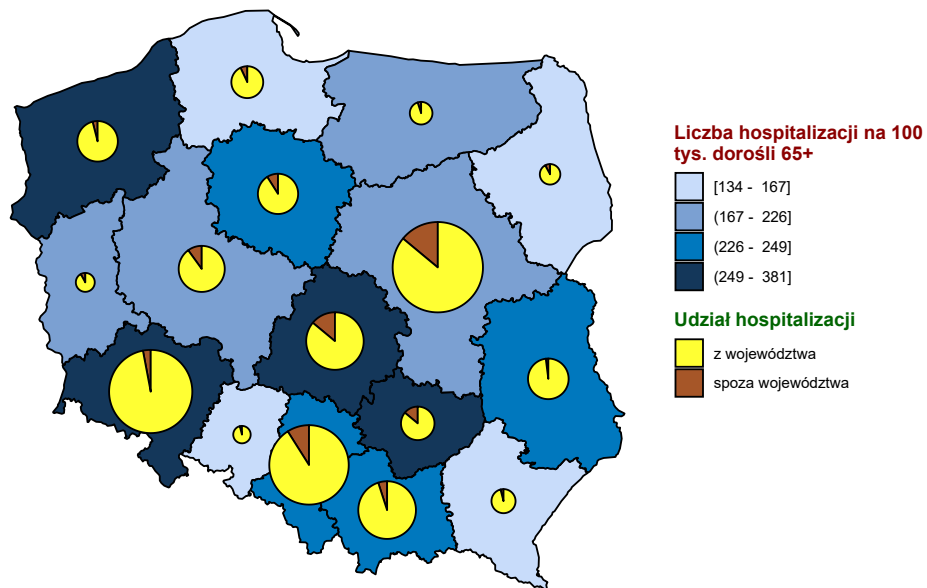 Liczba hospitalizacji na 100
tys. dorośli 65+
[134 - 167]
(167 - 226]
(226 - 249]
(249 - 381]
Udział hospitalizacji
z województwa
spoza województwa